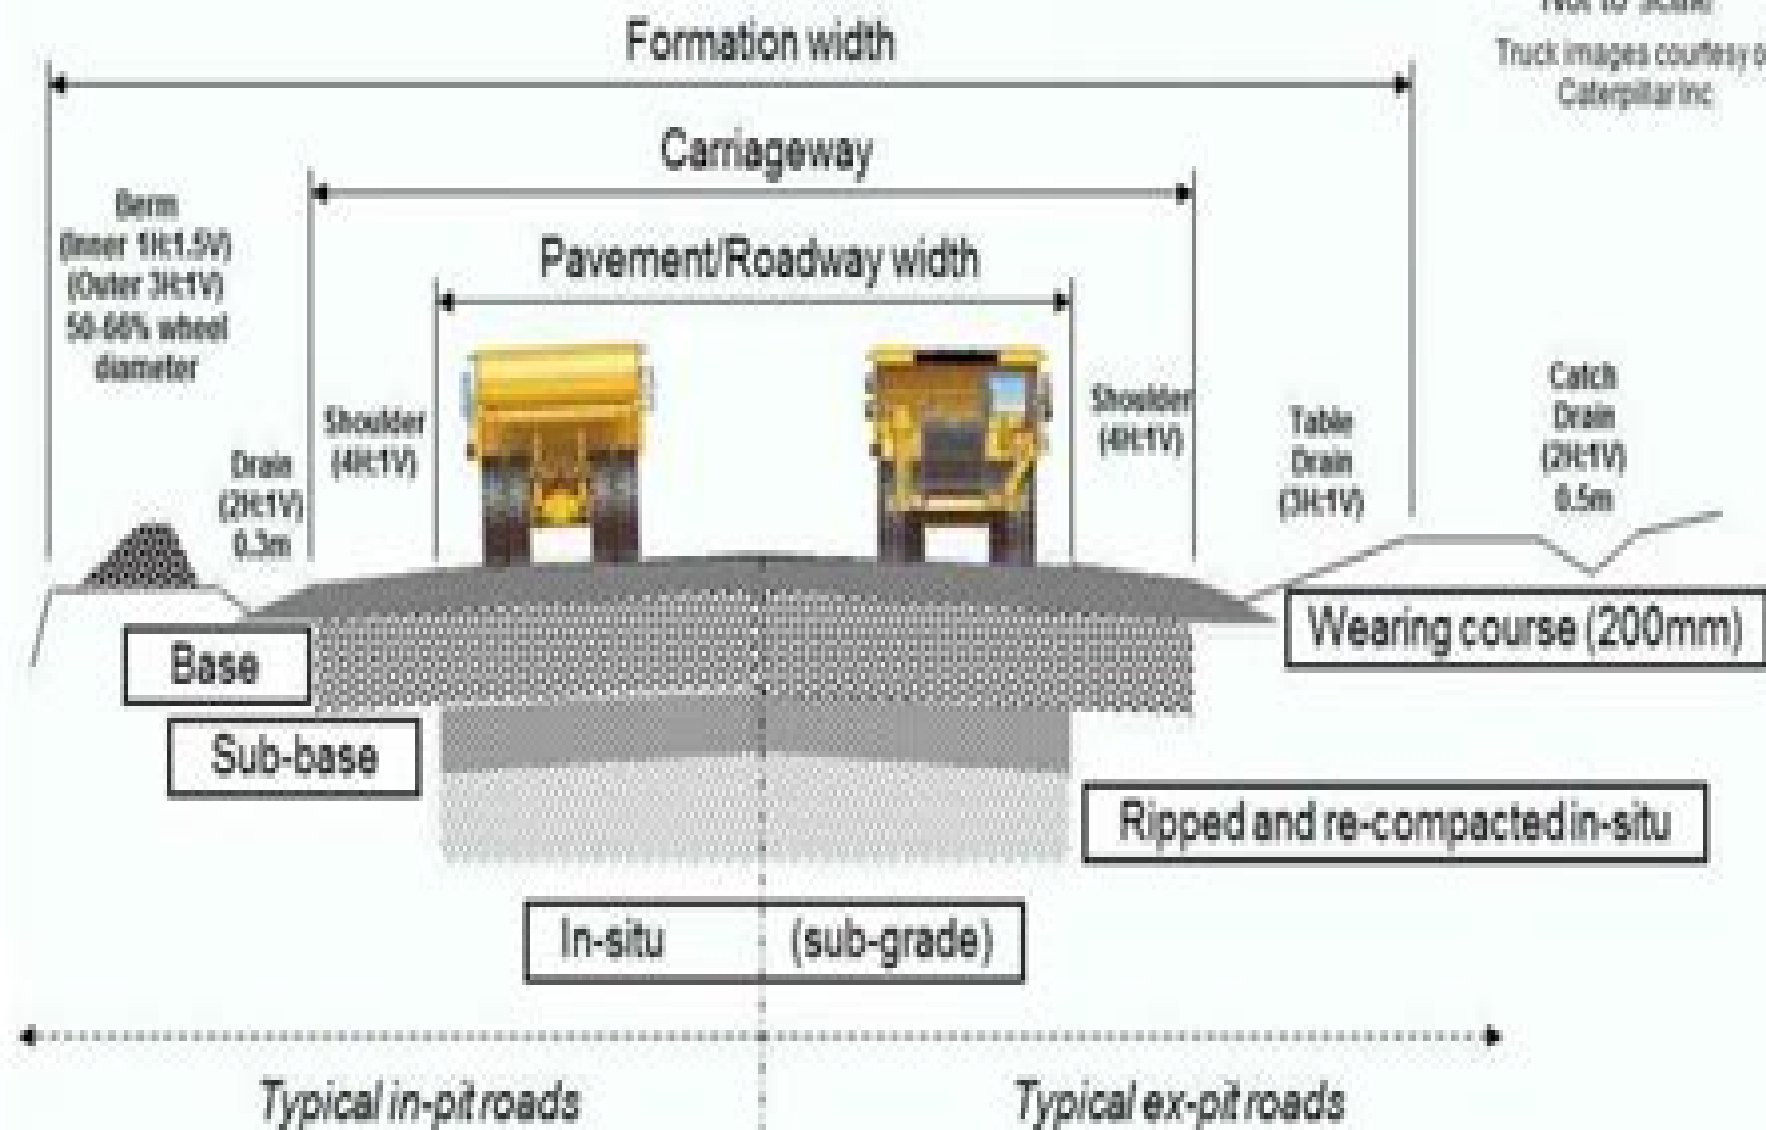 Not to Scale
Truck images courtesy o
Caterpillar Inc
Formation width
Carriageway
Pavement/Roadway width
Berm
(Inner 1H:1.5V)
(Outer 3H:1V)
50-66% wheel
diameter
Drain
(2H:1V)
0.3m
Shoulder
(4H:1V)
Shoulder
(4H:1V)
Table
Drain
(3H:1V)
Catch
Drain
(2H:1V)
0.5m
Base
Wearing course (200mm)
Sub-base
Ripped and re-compacted in-situ
In-situ (sub-grade)
Typical in-pit roads
Typical ex-pit roads